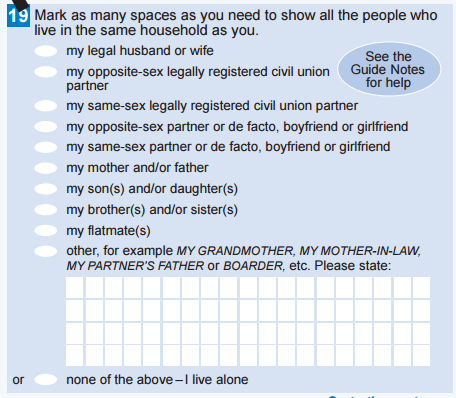 19 Mark as many spaces as you need to show all the people who
live in the same household as you.
my legal husband or wife
See the
Guide Notes
for help
my opposite-sex legally registered civil union
partner
my same-sex legally registered civil union partner
my opposite-sex partner or de facto, boyfriend or girlfriend
my same-sex partner or de facto, boyfriend or girlfriend
my mother and/or father
my son(s) and/or daughter(s)
my brother(s) and/or sister(s)
my flatmate(s)
other, for example MY GRANDMOTHER, MY MOTHER-IN-LAW,
MY PARTNER'S FATHER or BOARDER, etc. Please state:
or none of the above – I live alone